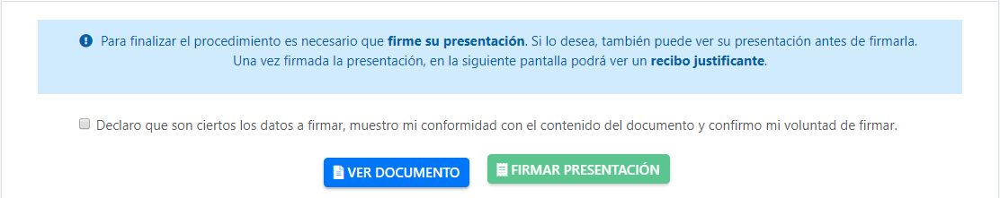 Para finalizar el procedimiento es necesario que firme su presentación. Si lo desea, también puede ver su presentación antes de firmarla.
Una vez firmada la presentación, en la siguiente pantalla podrá ver un recibo justificante.
Declaro que son ciertos los datos a firmar, muestro mi conformidad con el contenido del documento y confirmo mi voluntad de firmar.
VER DOCUMENTO
FIRMAR PRESENTACIÓN